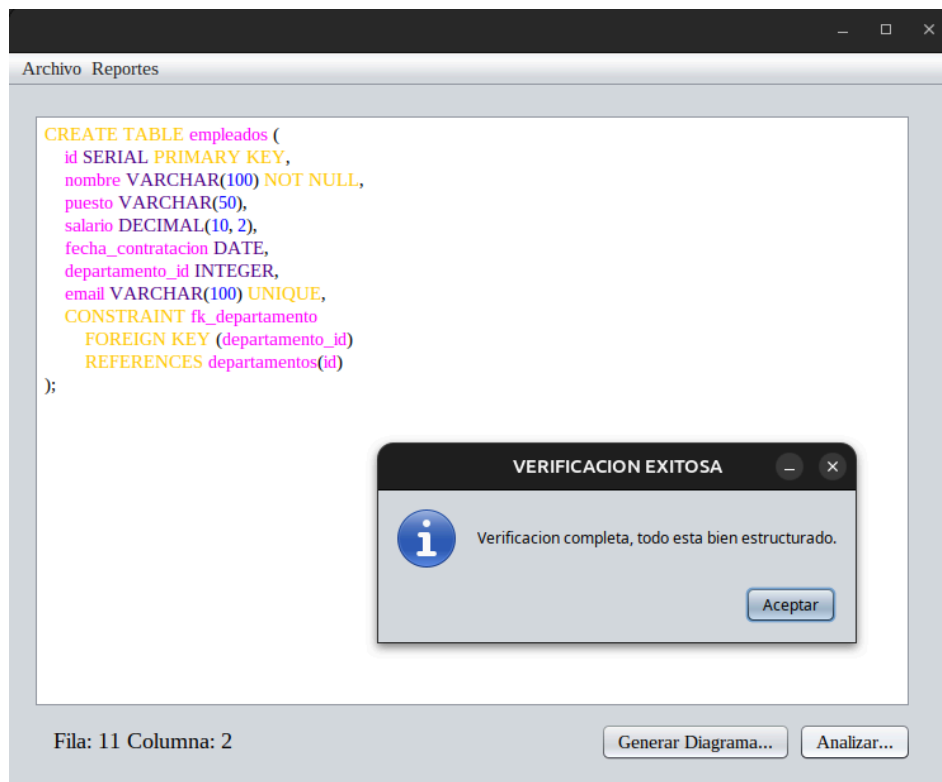 Archivo Reportes
CREATE TABLE empleados (
id SERIAL PRIMARY KEY,
nombre VARCHAR(100) NOT NULL,
puesto VARCHAR(50),
salario DECIMAL(10, 2),
fecha_contratacion DATE,
departamento_id INTEGER,
email VARCHAR(100) UNIQUE,
CONSTRAINT fk_departamento
FOREIGN KEY (departamento_id)
REFERENCES departamentos(id)
);
VERIFICACION EXITOSA
Verificacion completa, todo esta bien estructurado.
Aceptar
Fila: 11 Columna: 2
Generar Diagrama...
Analizar...